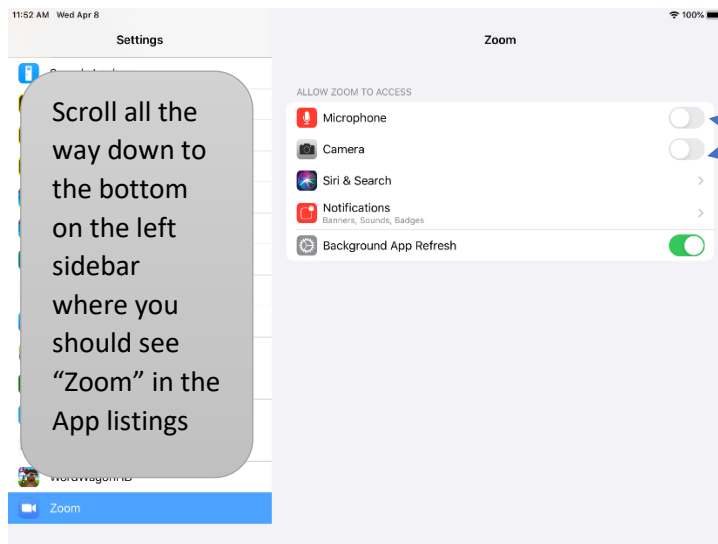 11:52 AM Wed Apr 8
100%
Settings
Zoom
Scroll all the
way down to
the bottom
on the left
sidebar
where you
should see
“Zoom” in the
App listings
Zoom
ALLOW ZOOM TO ACCESS
Microphone
Camera
Siri & Search
Notifications
Banners, Sounds, Badges
Background App Refresh